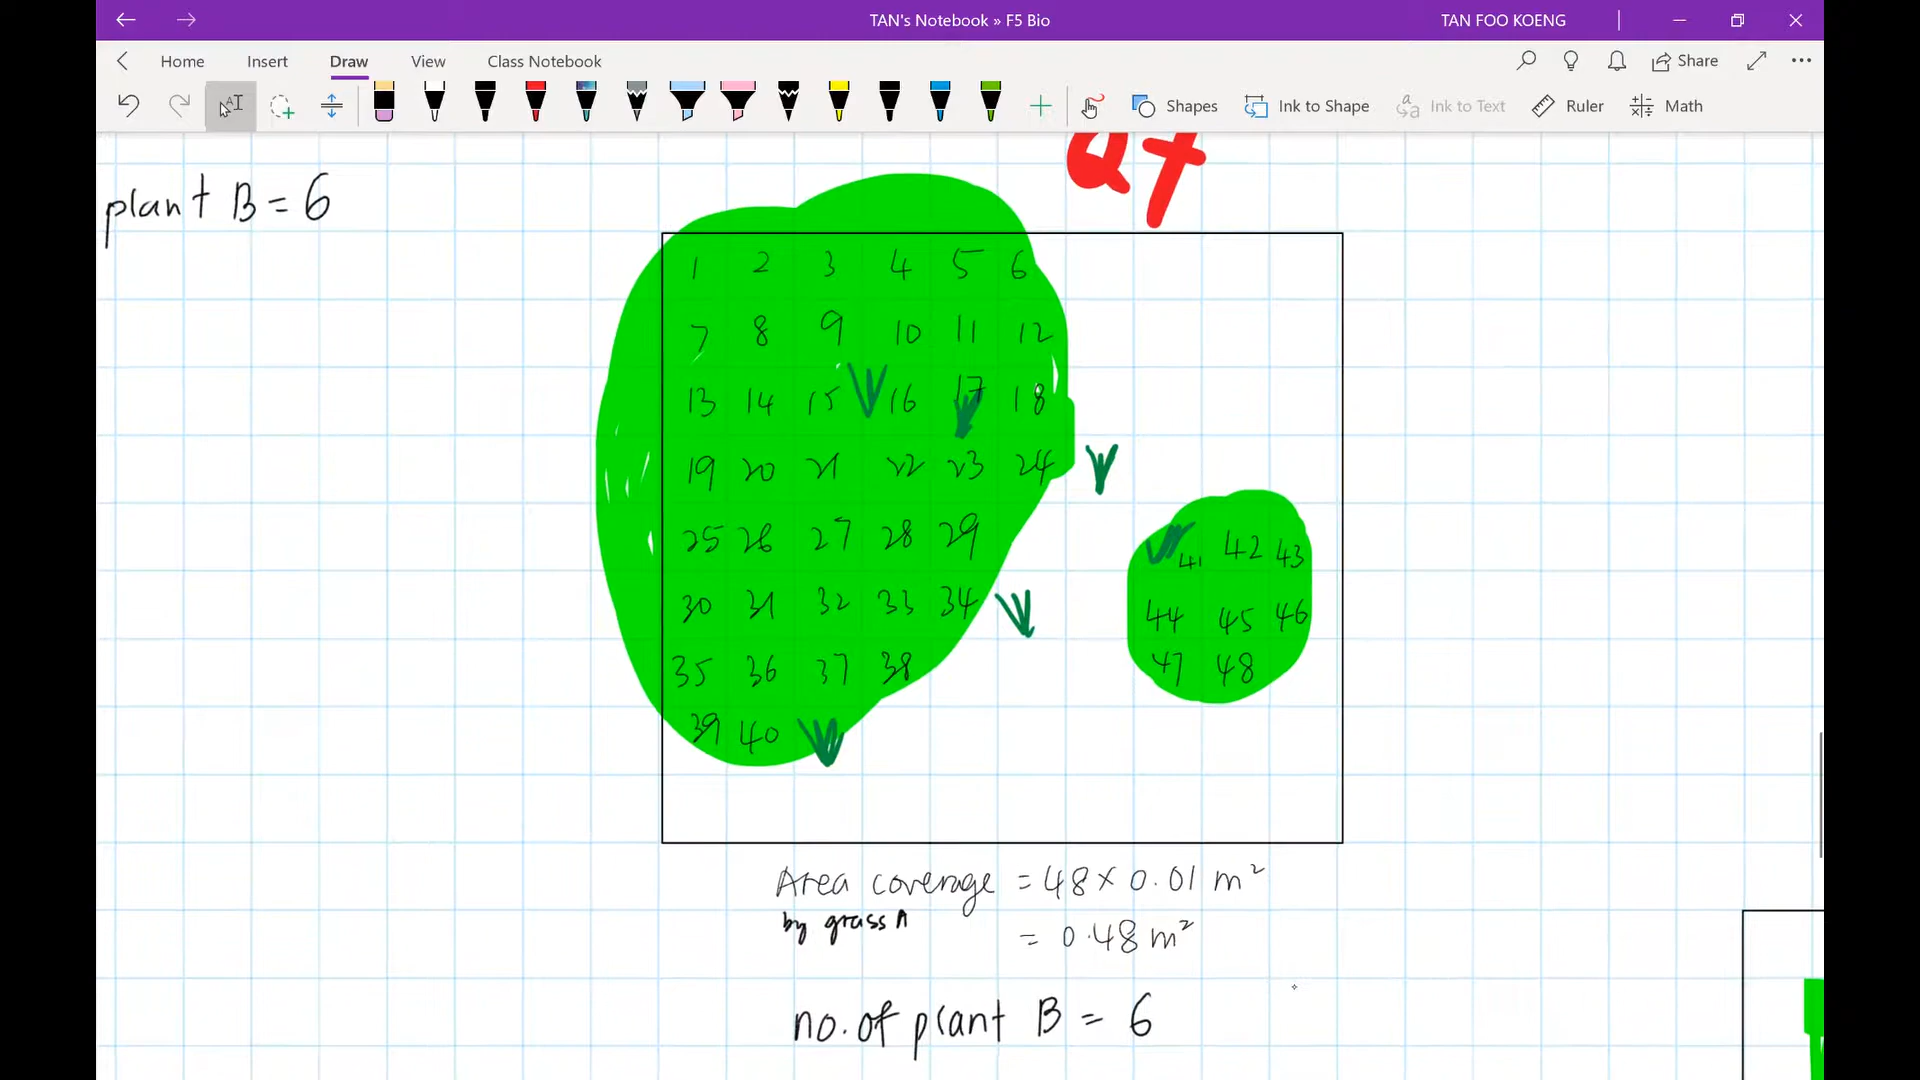 TAN's Notebook » F5 Bio
TAN FOO KOENG
Home Insert Draw View Class Notebook
Share
Shapes Ink to Shape Ink to Text Ruler Math
plant B = 6
Q7
1 2 3 4 5 6
7 8 9 10 11 12
13 14 15 16 17 18
19 20 21 22 23 24
25 26 27 28 29
30 31 32 33 34
35 36 37 38
39 40
41 42 43
44 45 46
47 48
Area coverage = 48 × 0.01 m²
by grass A
= 0.48 m²
no. of plant B = 6